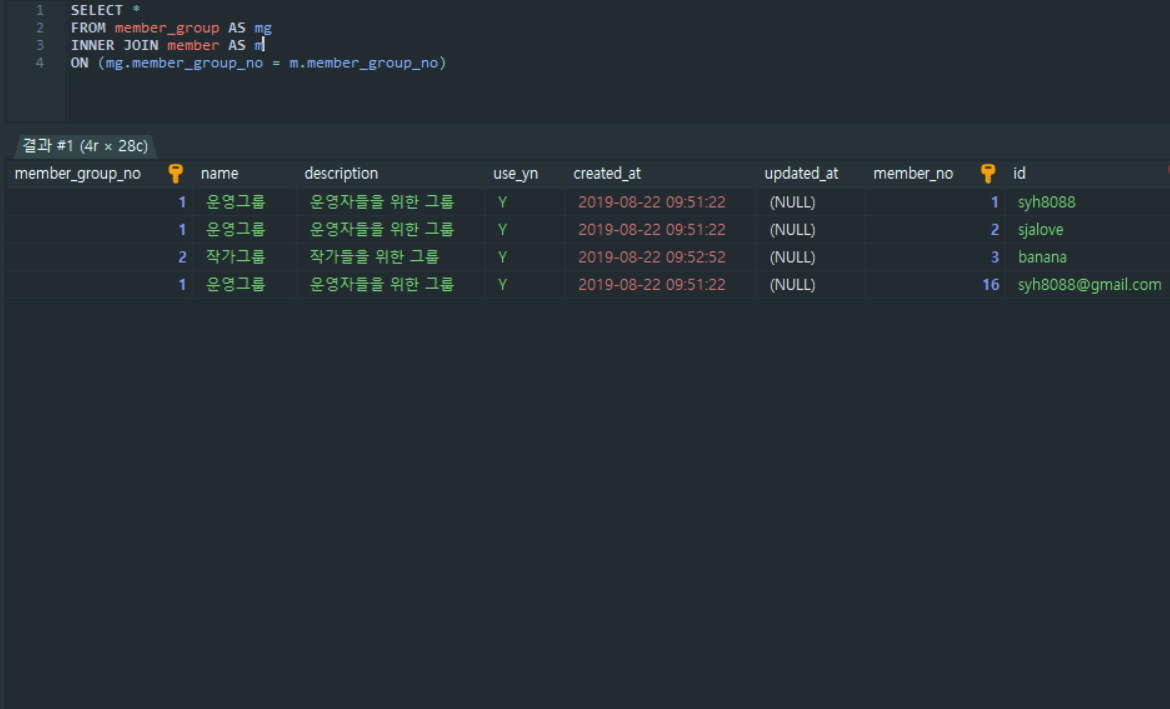 1 SELECT *
2 FROM member_group AS mg
3 INNER JOIN member AS m
4 ON (mg.member_group_no = m.member_group_no)
결과 #1 (4r × 28c)
member_group_no name description use_yn created_at updated_at member_no id
1 운영그룹 운영자들을 위한 그룹 Y 2019-08-22 09:51:22 (NULL) 1 syh8088
1 운영그룹 운영자들을 위한 그룹 Y 2019-08-22 09:51:22 (NULL) 2 sjalove
2 작가그룹 작가들을 위한 그룹 Y 2019-08-22 09:52:52 (NULL) 3 banana
1 운영그룹 운영자들을 위한 그룹 Y 2019-08-22 09:51:22 (NULL) 16 syh8088@gmail.com